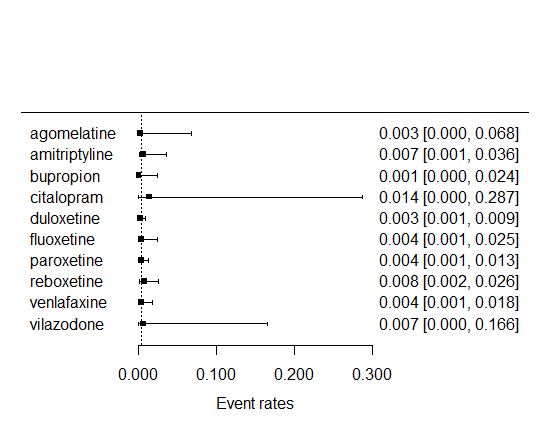 agomelatine 0.003 [0.000, 0.068]
amitriptyline 0.007 [0.001, 0.036]
bupropion 0.001 [0.000, 0.024]
citalopram 0.014 [0.000, 0.287]
duloxetine 0.003 [0.001, 0.009]
fluoxetine 0.004 [0.001, 0.025]
paroxetine 0.004 [0.001, 0.013]
reboxetine 0.008 [0.002, 0.026]
venlafaxine 0.004 [0.001, 0.018]
vilazodone 0.007 [0.000, 0.166]
0.000 0.100 0.200 0.300
Event rates